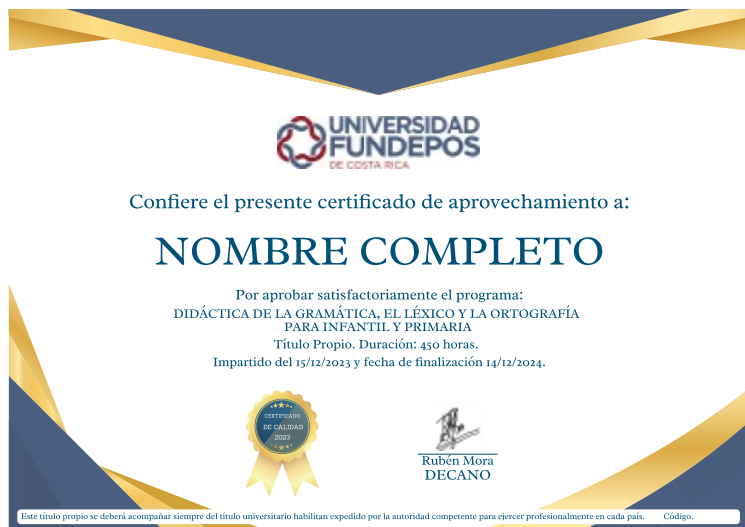 UNIVERSIDAD
FUNDEPOS
DE COSTA RICA
Confiere el presente certificado de aprovechamiento a:
NOMBRE COMPLETO
Por aprobar satisfactoriamente el programa:
DIDÁCTICA DE LA GRAMÁTICA, EL LÉXICO Y LA ORTOGRAFÍA
PARA INFANTIL Y PRIMARIA
Título Propio. Duración: 450 horas.
Impartido del 15/12/2023 y fecha de finalización 14/12/2024.
CERTIFICADO
DE CALIDAD
2023
Rubén Mora
DECANO
Este título propio se deberá acompañar siempre del título universitario habilitan expedido por la autoridad competente para ejercer profesionalmente en cada país. Código.